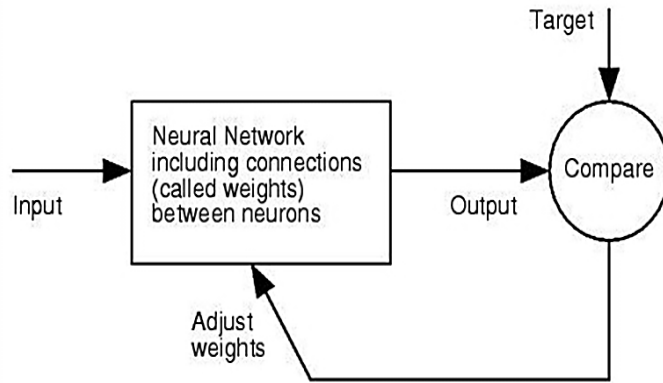 Target
Neural Network
including connections
(called weights)
between neurons
Compare
Input
Output
Adjust
weights